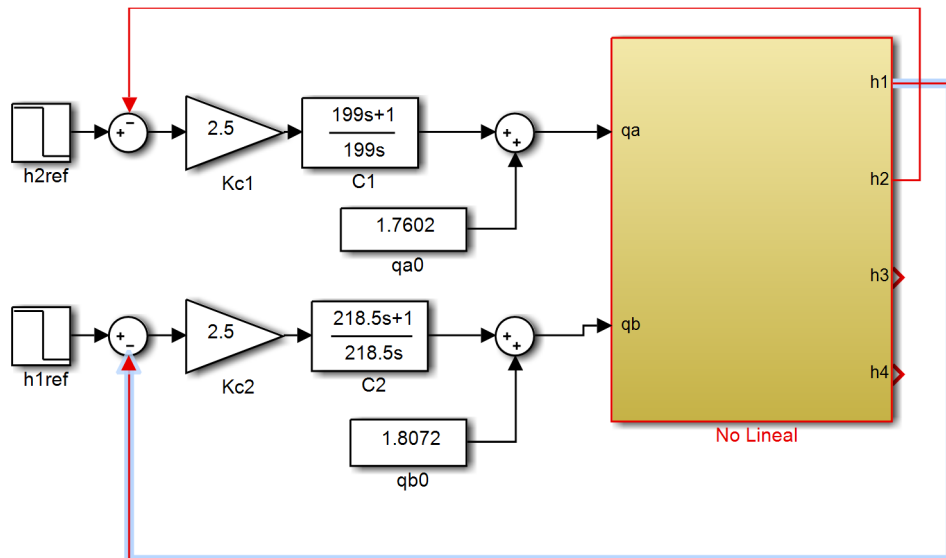 h2ref
+
−
2.5
Kc1
199s+1
199s
C1
+
+
1.7602
qa0
qa
h1
h2
h3
h4
qb
No Lineal
h1ref
+
−
2.5
Kc2
218.5s+1
218.5s
C2
+
+
1.8072
qb0